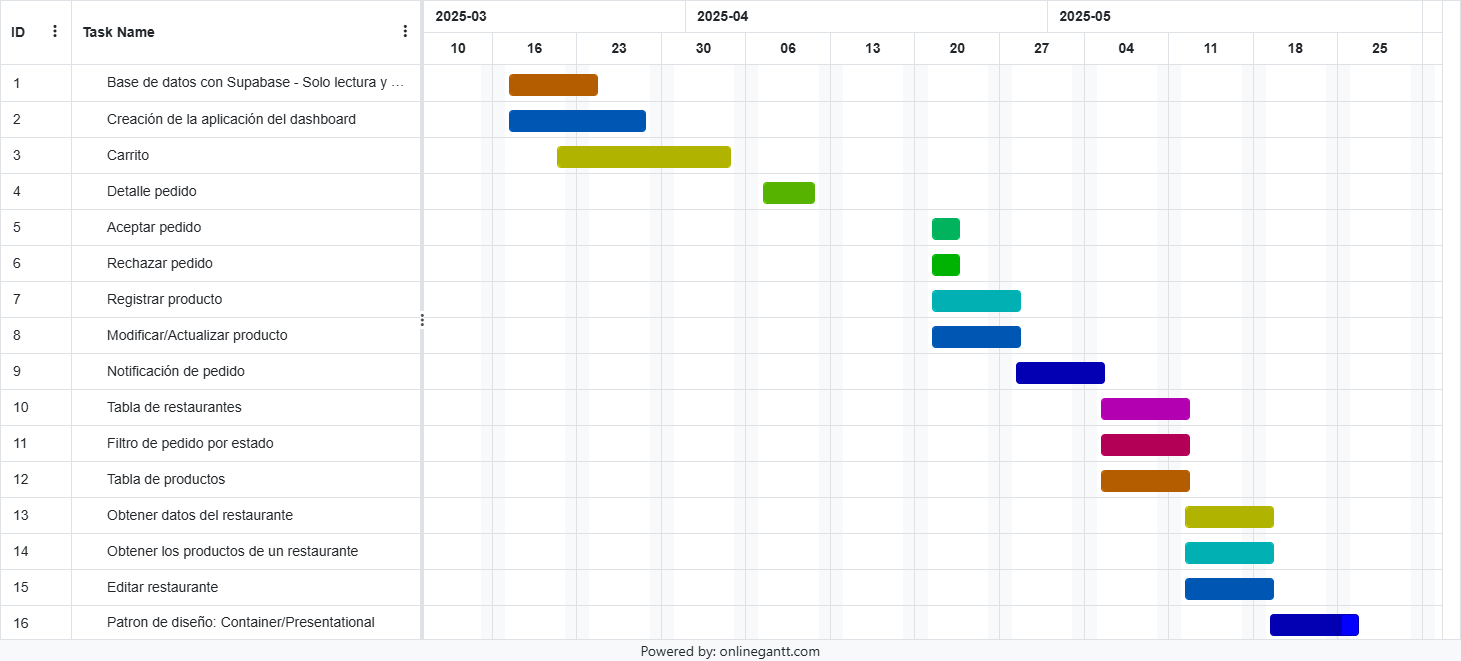 ID Task Name 2025-03 2025-04 2025-05
10 16 23 30 06 13 20 27 04 11 18 25
1 Base de datos con Supabase - Solo lectura y ...
2 Creación de la aplicación del dashboard
3 Carrito
4 Detalle pedido
5 Aceptar pedido
6 Rechazar pedido
7 Registrar producto
8 Modificar/Actualizar producto
9 Notificación de pedido
10 Tabla de restaurantes
11 Filtro de pedido por estado
12 Tabla de productos
13 Obtener datos del restaurante
14 Obtener los productos de un restaurante
15 Editar restaurante
16 Patron de diseño: Container/Presentational
Powered by: onlinegantt.com